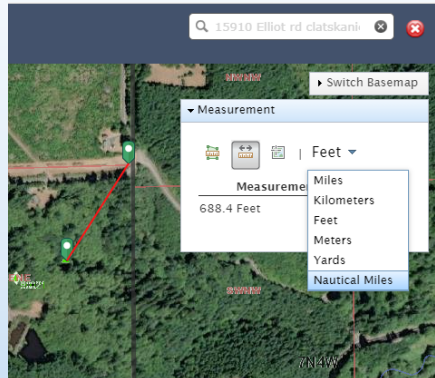 15910 Elliot rd clatskani
Switch Basemap
Measurement
Feet
Measureme
688.4 Feet
Miles
Kilometers
Feet
Meters
Yards
Nautical Miles
7N4W